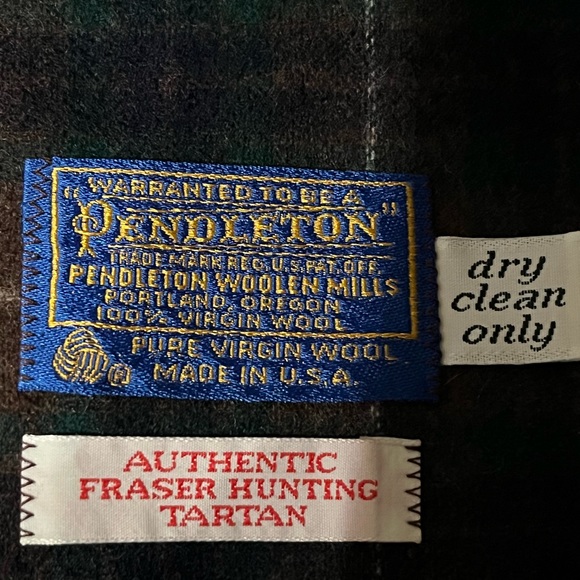 WARRANTED TO BE A
"PENDLETON"
TRADE MARK REG. U.S. PAT. OFF.
PENDLETON WOOLEN MILLS
PORTLAND, OREGON
100% VIRGIN WOOL
PURE VIRGIN WOOL
® MADE IN U.S.A.
dry
clean
only
AUTHENTIC
FRASER HUNTING
TARTAN